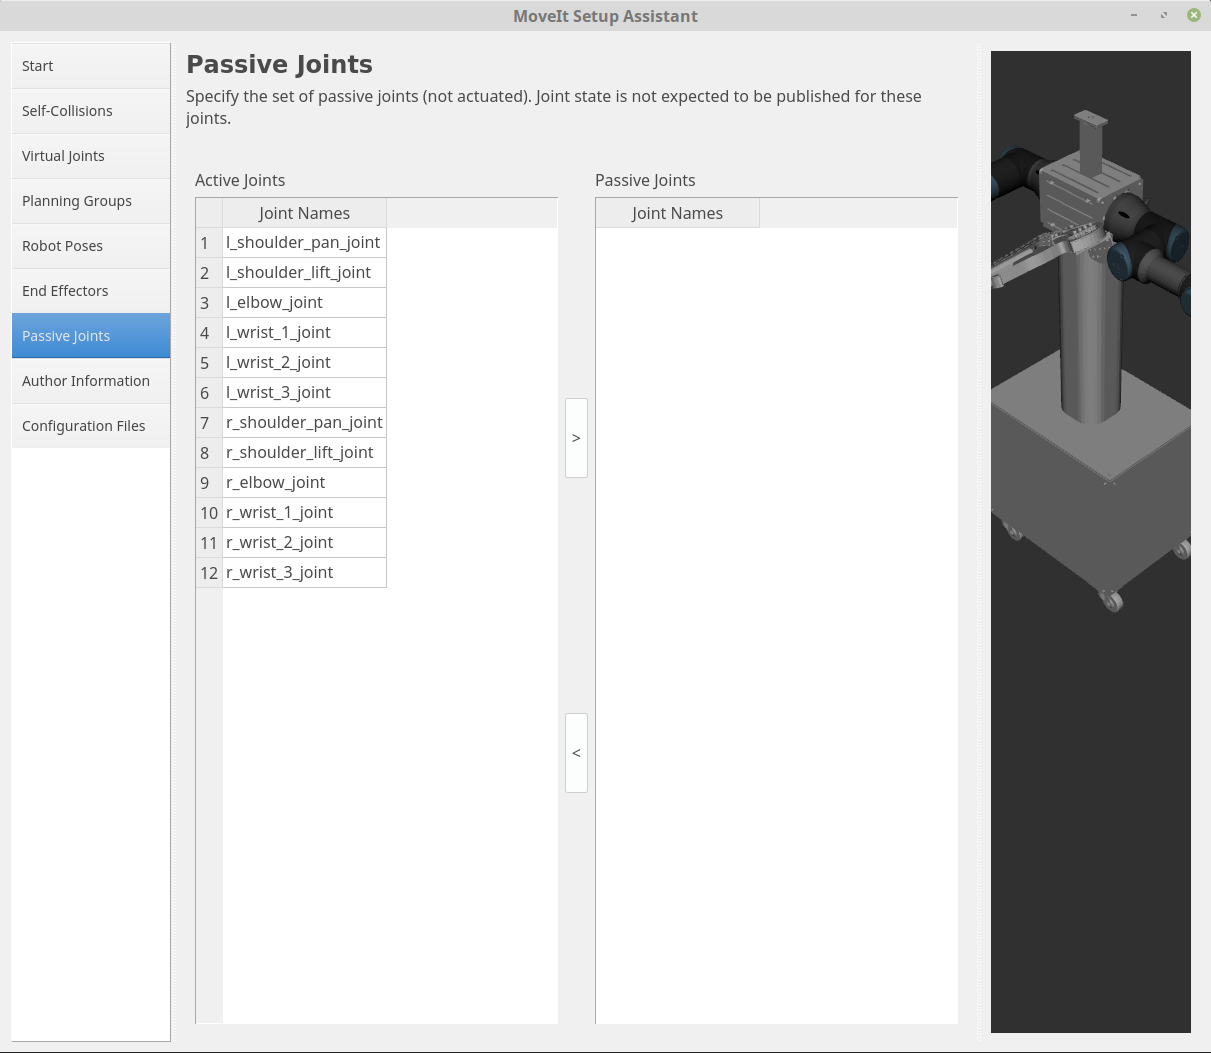 MoveIt Setup Assistant
Start
Self-Collisions
Virtual Joints
Planning Groups
Robot Poses
End Effectors
Passive Joints
Author Information
Configuration Files
Passive Joints
Specify the set of passive joints (not actuated). Joint state is not expected to be published for these
joints.
Active Joints
Joint Names
1 l_shoulder_pan_joint
2 l_shoulder_lift_joint
3 l_elbow_joint
4 l_wrist_1_joint
5 l_wrist_2_joint
6 l_wrist_3_joint
7 r_shoulder_pan_joint
8 r_shoulder_lift_joint
9 r_elbow_joint
10 r_wrist_1_joint
11 r_wrist_2_joint
12 r_wrist_3_joint
>
<
Passive Joints
Joint Names